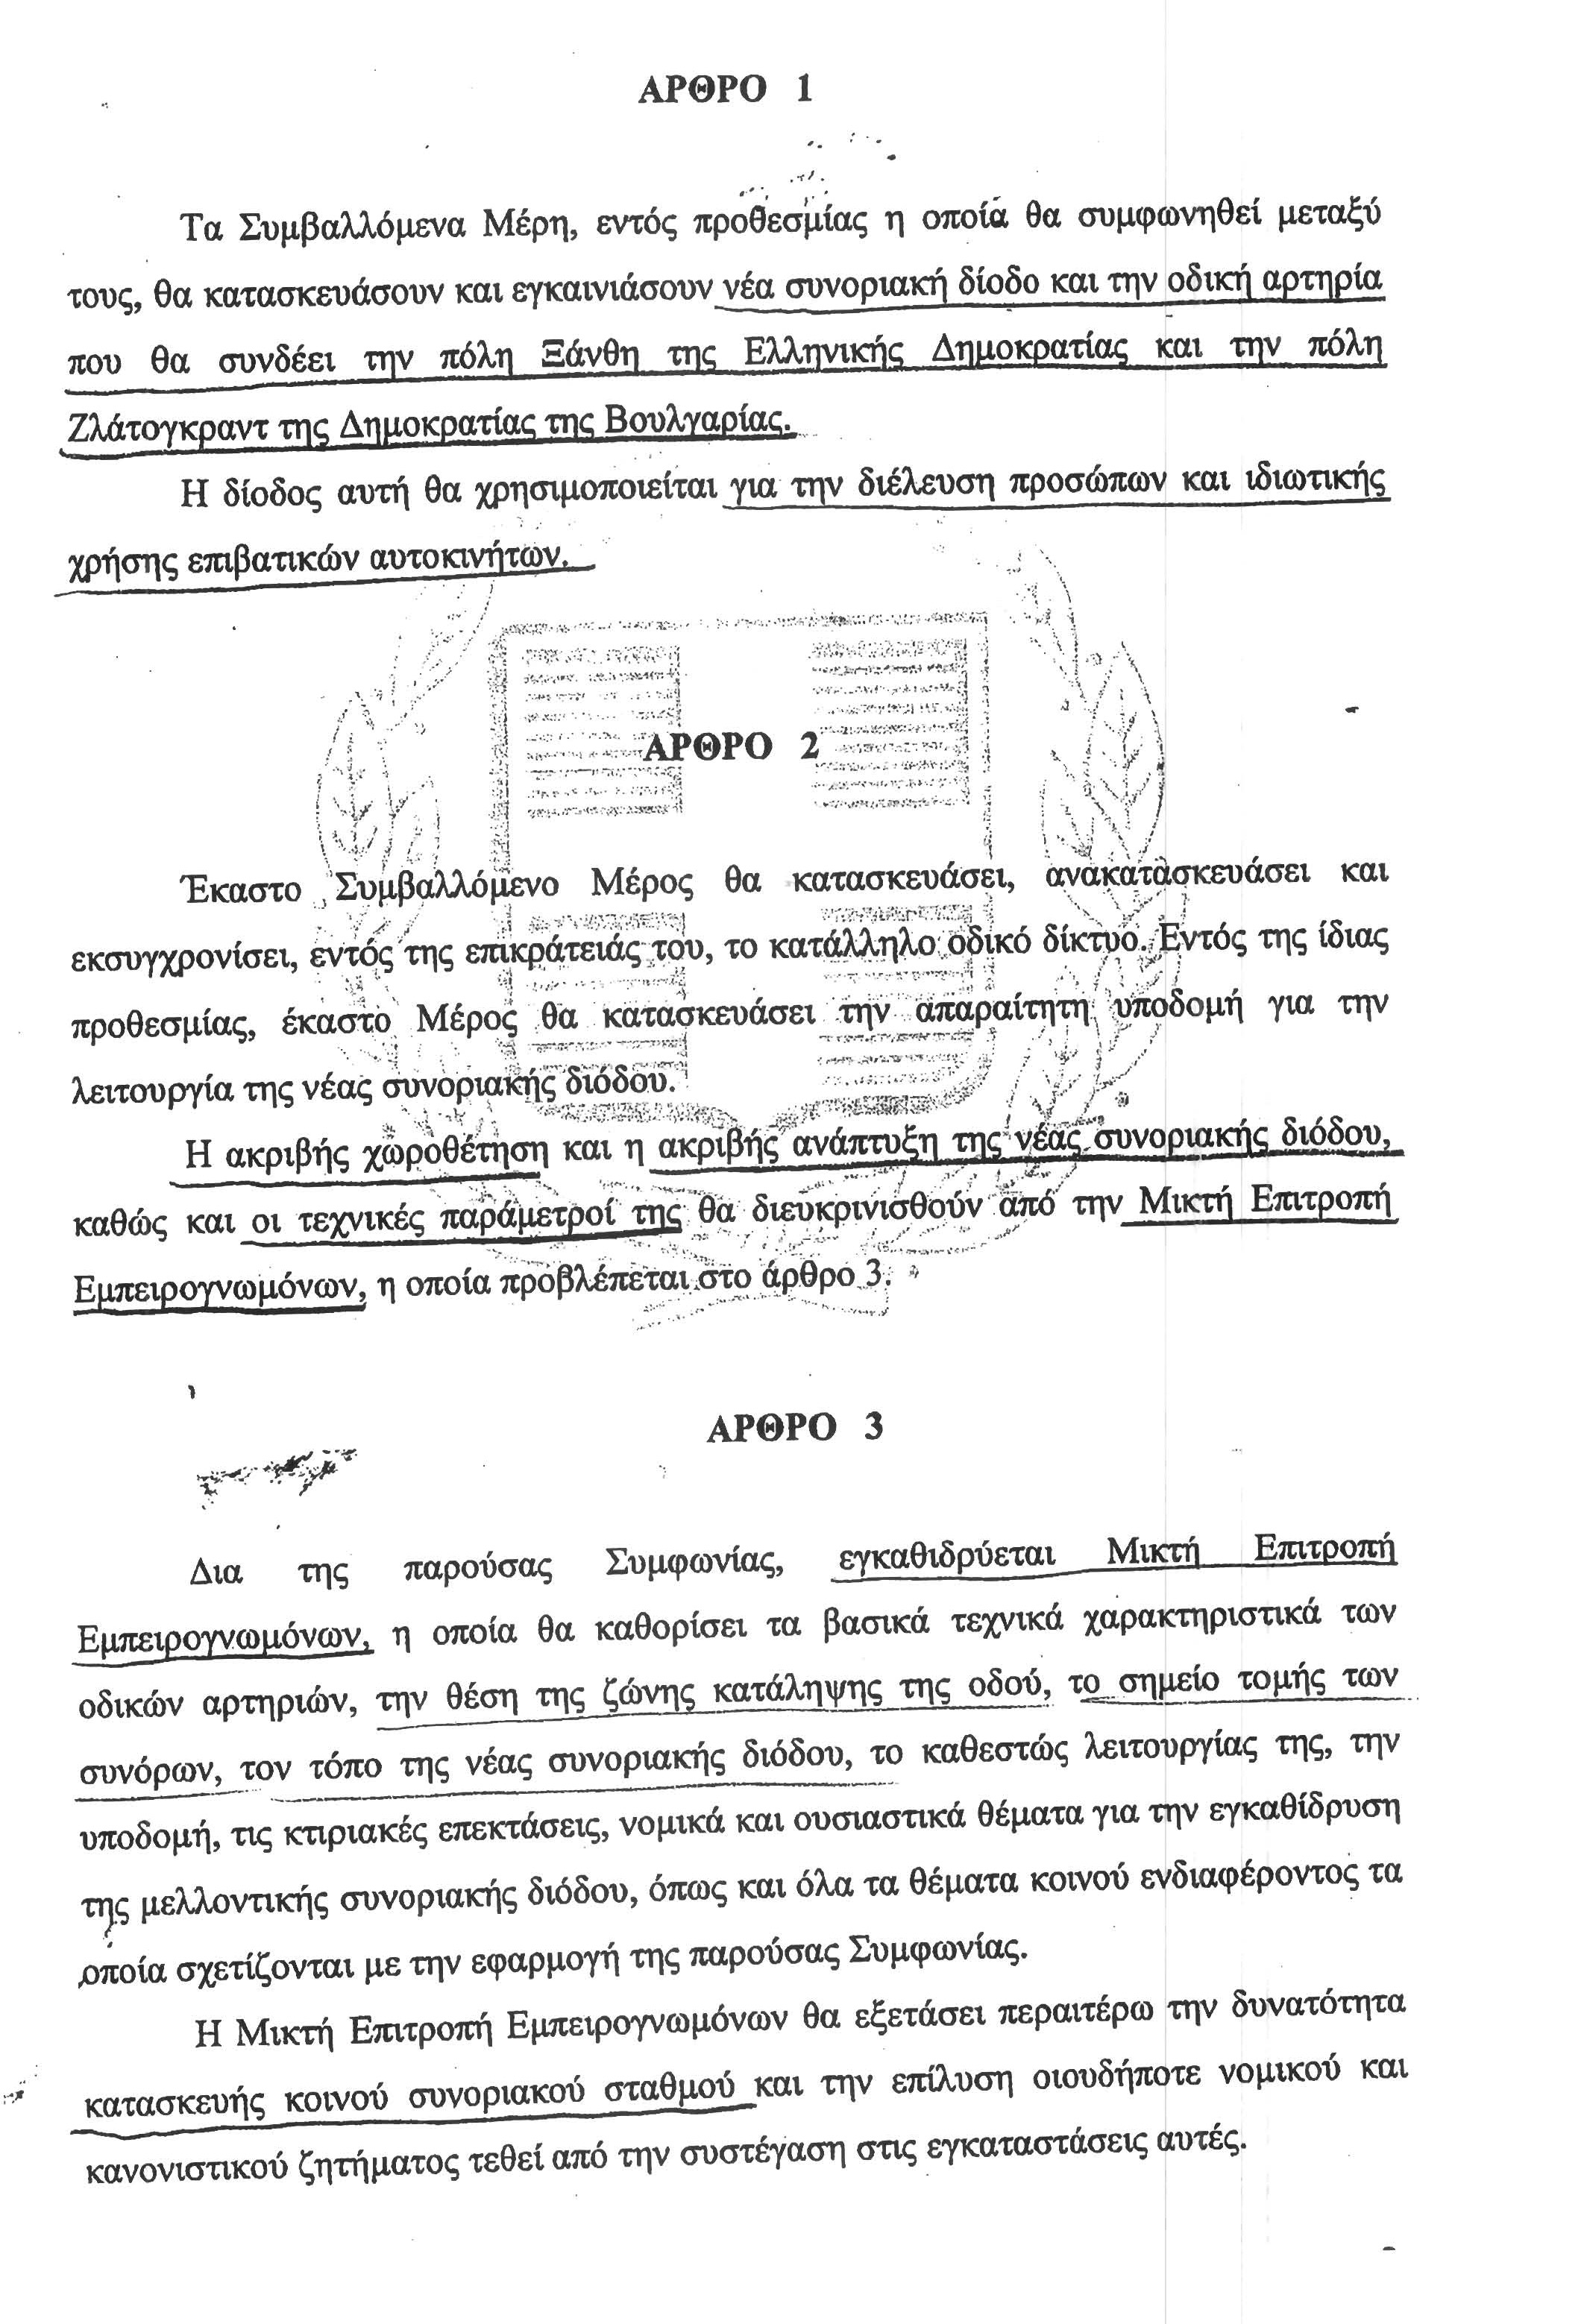 ΑΡΘΡΟ 1
Τα Συμβαλλόμενα Μέρη, εντός προθεσμίας η οποία θα συμφωνηθεί μεταξύ
τους, θα κατασκευάσουν και εγκαινιάσουν νέα συνοριακή δίοδο και την οδική αρτηρία
που θα συνδέει την πόλη Ξάνθη της Ελληνικής Δημοκρατίας και την πόλη
Ζλάτογκραντ της Δημοκρατίας της Βουλγαρίας.
Η δίοδος αυτή θα χρησιμοποιείται για την διέλευση προσώπων και ιδιωτικής
χρήσης επιβατικών αυτοκινήτων.
ΑΡΘΡΟ 2
Έκαστο Συμβαλλόμενο Μέρος θα κατασκευάσει, ανακατασκευάσει και
εκσυγχρονίσει, εντός της επικράτειάς του, το κατάλληλο οδικό δίκτυο. Εντός της ίδιας
προθεσμίας, έκαστο Μέρος θα κατασκευάσει την απαραίτητη υποδομή για την
λειτουργία της νέας συνοριακής διόδου.
Η ακριβής χωροθέτηση και η ακριβής ανάπτυξη της νέας συνοριακής διόδου,
καθώς και οι τεχνικές παράμετροί της θα διευκρινισθούν από την Μικτή Επιτροπή
Εμπειρογνωμόνων, η οποία προβλέπεται στο άρθρο 3.
ΑΡΘΡΟ 3
Δια της παρούσας Συμφωνίας, εγκαθιδρύεται Μικτή Επιτροπή
Εμπειρογνωμόνων, η οποία θα καθορίσει τα βασικά τεχνικά χαρακτηριστικά των
οδικών αρτηριών, την θέση της ζώνης κατάληψης της οδού, το σημείο τομής των
συνόρων, τον τόπο της νέας συνοριακής διόδου, το καθεστώς λειτουργίας της, την
υποδομή, τις κτιριακές επεκτάσεις, νομικά και ουσιαστικά θέματα για την εγκαθίδρυση
της μελλοντικής συνοριακής διόδου, όπως και όλα τα θέματα κοινού ενδιαφέροντος τα
οποία σχετίζονται με την εφαρμογή της παρούσας Συμφωνίας.
Η Μικτή Επιτροπή Εμπειρογνωμόνων θα εξετάσει περαιτέρω την δυνατότητα
κατασκευής κοινού συνοριακού σταθμού και την επίλυση οιουδήποτε νομικού και
κανονιστικού ζητήματος τεθεί από την συστέγαση στις εγκαταστάσεις αυτές.